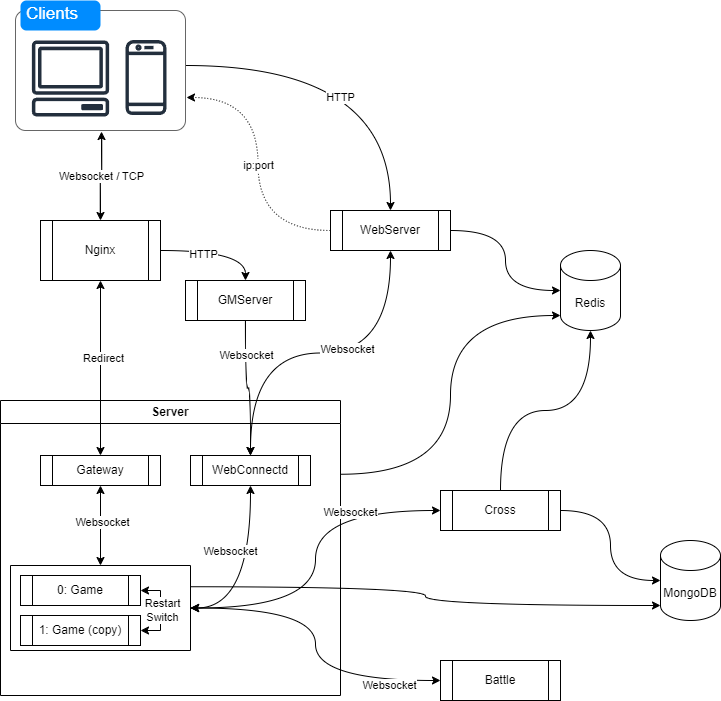 Clients
HTTP
ip:port
Websocket / TCP
WebServer
Nginx
HTTP
GMServer
Redis
Websocket
Websocket
Redirect
Server
Gateway
WebConnectd
Websocket
Cross
Websocket
Websocket
0: Game
Restart
Switch
1: Game (copy)
MongoDB
Battle
Websocket